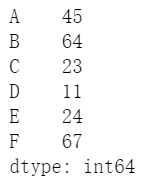 A    45
B    64
C    23
D    11
E    24
F    67
dtype: int64